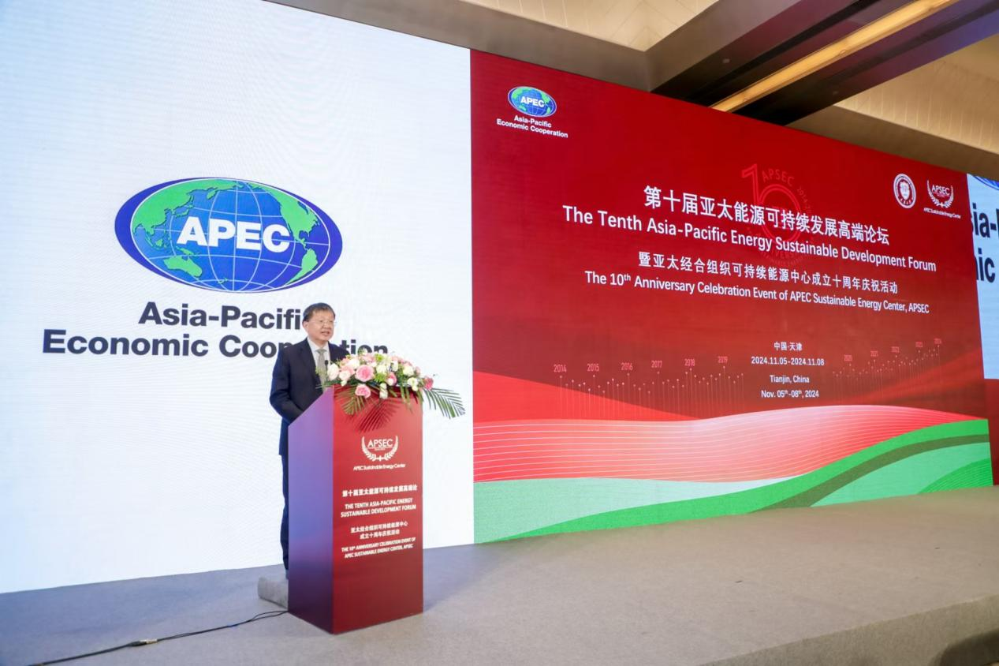 APEC
Asia-Pacifi
Economic Coop tion
APEC
Asia-Pacific
Economic Cooperation
APSEC
APSEC
APEC Sustainable Energy Center
第十届亚太能源可持续发展高端论坛
The Tenth Asia-Pacific Energy Sustainable Development Forum
暨亚太经合组织可持续能源中心成立十周年庆祝活动
The 10th Anniversary Celebration Event of APEC Sustainable Energy Center, APSEC
中国·天津
2024.11.05-2024.11.08
Tianjin, China
Nov. 05th-08th, 2024
2014 2015 2016 2017 2018 2019 2020 2021 2022 2023 2024
ia-
ic
APSEC
APEC Sustainable Energy Center
第十届亚太能源可持续发展高端论
THE TENTH ASIA-PACIFIC ENERGY
SUSTAINABLE DEVELOPMENT FORUM
亚太经合组织可持续能源中心
成立十周年庆祝活动
THE 10th ANNIVERSARY CELEBRATION EVENT OF
APEC SUSTAINABLE ENERGY CENTER, APSEC